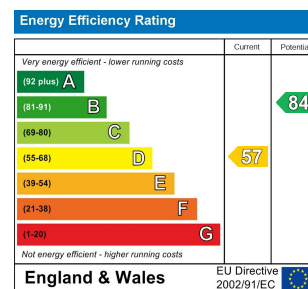 Energy Efficiency Rating
Current
Potentia
Very energy efficient - lower running costs
(92 plus) A
(81-91) B
84
(69-80) C
(55-68) D
57
(39-54) E
(21-38) F
(1-20) G
Not energy efficient - higher running costs
England & Wales
EU Directive
2002/91/EC